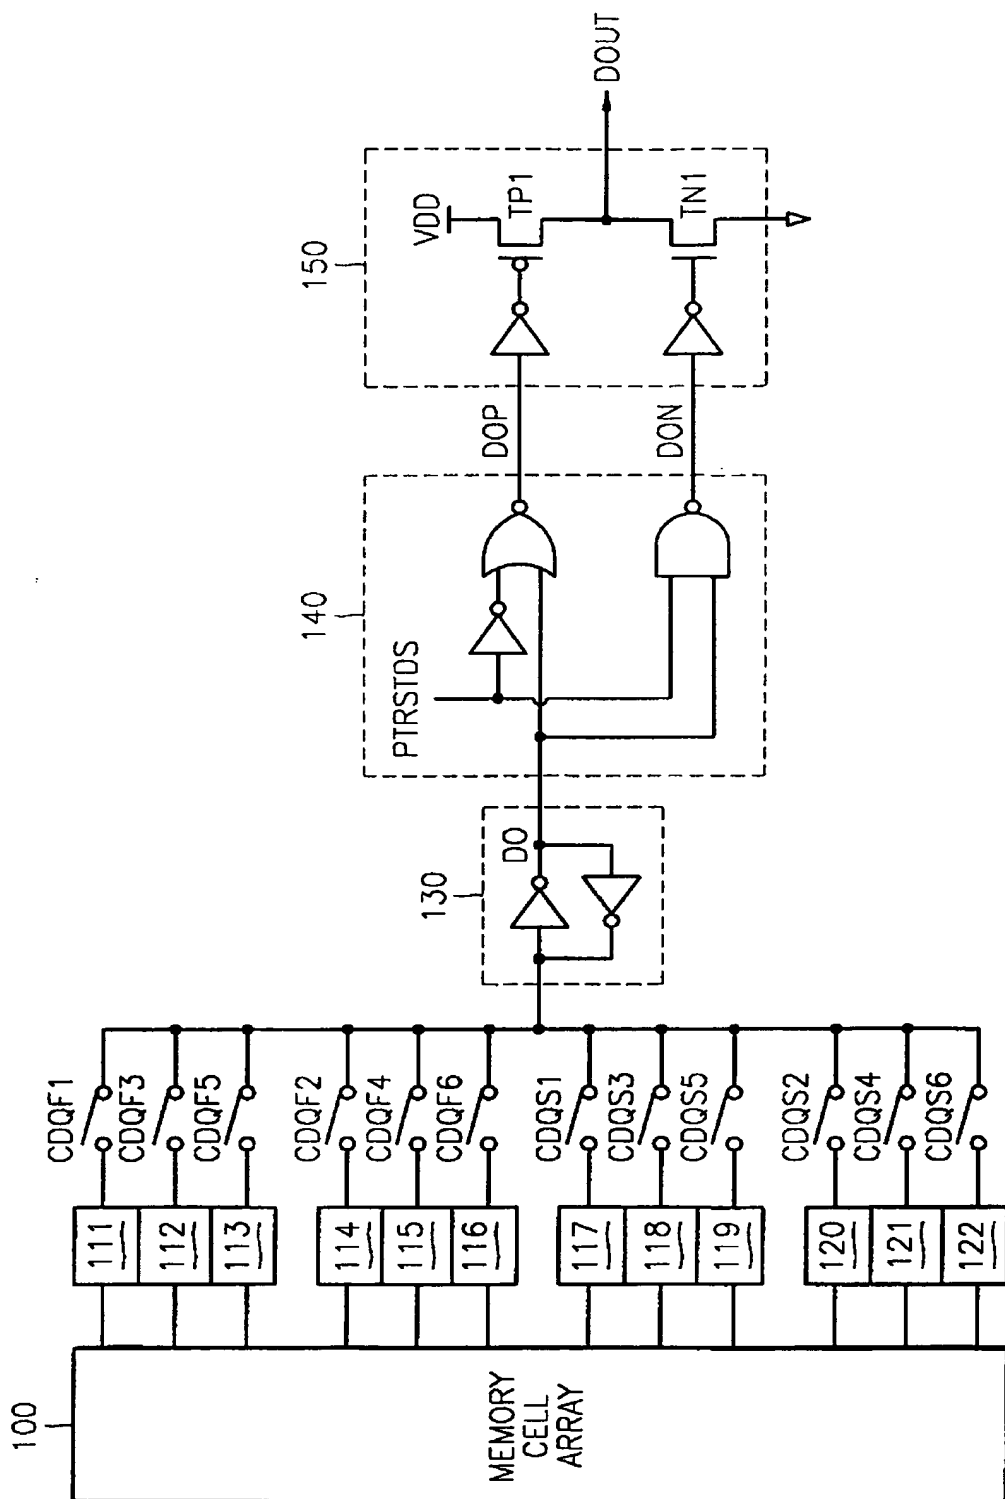 100
MEMORY
CELL
ARRAY
111
112
113
114
115
116
117
118
119
120
121
122
CDQF1
CDQF3
CDQF5
CDQF2
CDQF4
CDQF6
CDQS1
CDQS3
CDQS5
CDQS2
CDQS4
CDQS6
130
DO
140
PTRSTDS
DOP
DON
150
VDD
TP1
TN1
DOUT